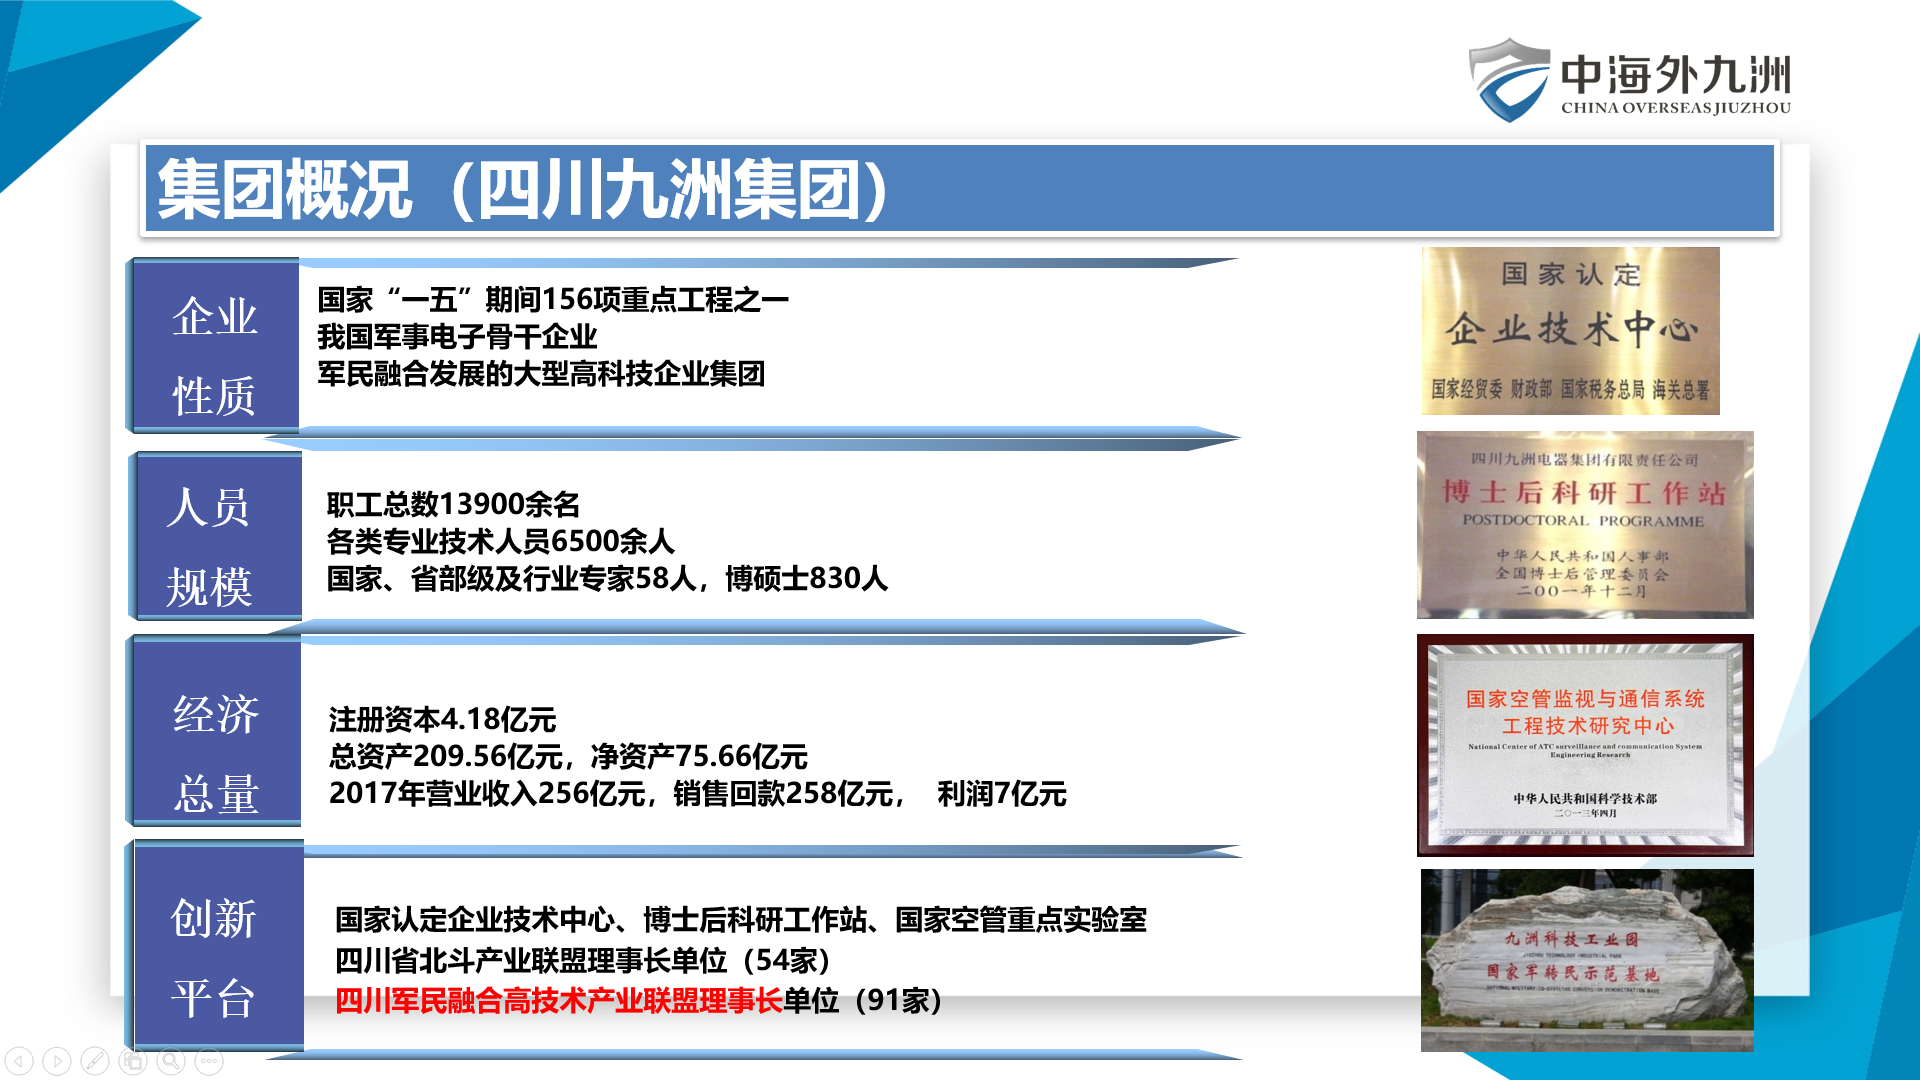 中海外九洲
CHINA OVERSEAS JIUZHOU
集团概况（四川九洲集团）
企业
性质
国家“一五”期间156项重点工程之一
我国军事电子骨干企业
军民融合发展的大型高科技企业集团
人员
规模
职工总数13900余名
各类专业技术人员6500余人
国家、省部级及行业专家58人，博硕士830人
经济
总量
注册资本4.18亿元
总资产209.56亿元，净资产75.66亿元
2017年营业收入256亿元，销售回款258亿元， 利润7亿元
创新
平台
国家认定企业技术中心、博士后科研工作站、国家空管重点实验室
四川省北斗产业联盟理事长单位（54家）
四川军民融合高技术产业联盟理事长单位（91家）
国家认定
企业技术中心
国家经贸委 财政部 国家税务总局 海关总署
四川九洲电器集团有限责任公司
博士后科研工作站
POSTDOCTORAL PROGRAMME
中华人民共和国人事部
全国博士后管理委员会
二〇〇一年十二月
国家空管监视与通信系统
工程技术研究中心
National Center of ATC surveillance and communication System
Engineering Research
中华人民共和国科学技术部
二〇一三年四月
九洲科技工业园
JIUZHOU TECHNOLOGY INDUSTRIAL PARK
国家军转民示范基地
NATIONAL MILITARY-TO-CIVILIAN CONVERSION DEMONSTRATION BASE